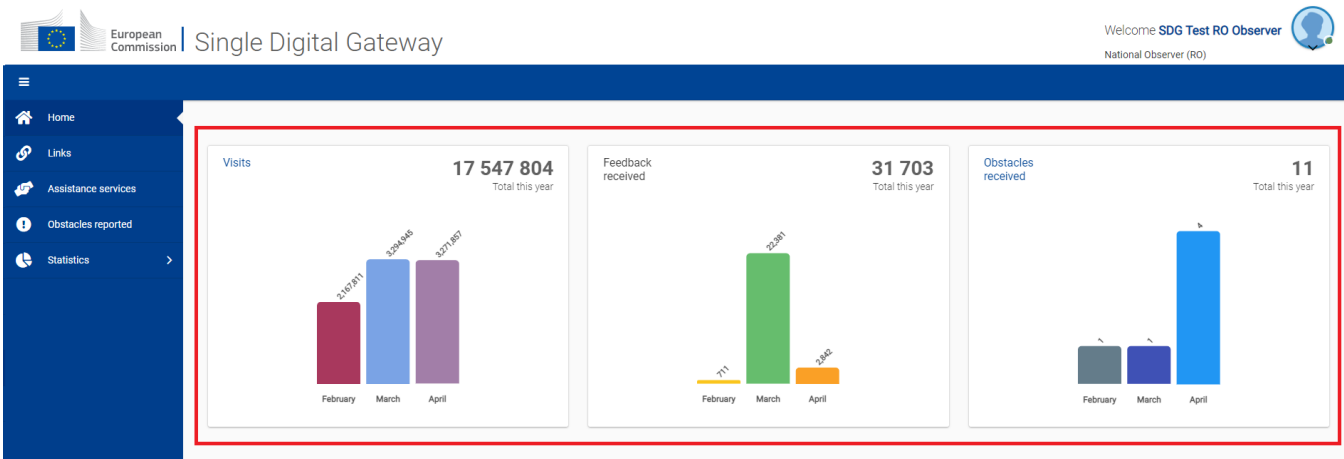 European
Commission
Single Digital Gateway
Welcome SDG Test RO Observer
National Observer (RO)
Home
Links
Assistance services
Obstacles reported
Statistics
Visits
17 547 804
Total this year
2,167,811
3,294,945
3,271,857
February March April
Feedback
received
31 703
Total this year
711
22,381
2,842
February March April
Obstacles
received
11
Total this year
1
1
4
February March April